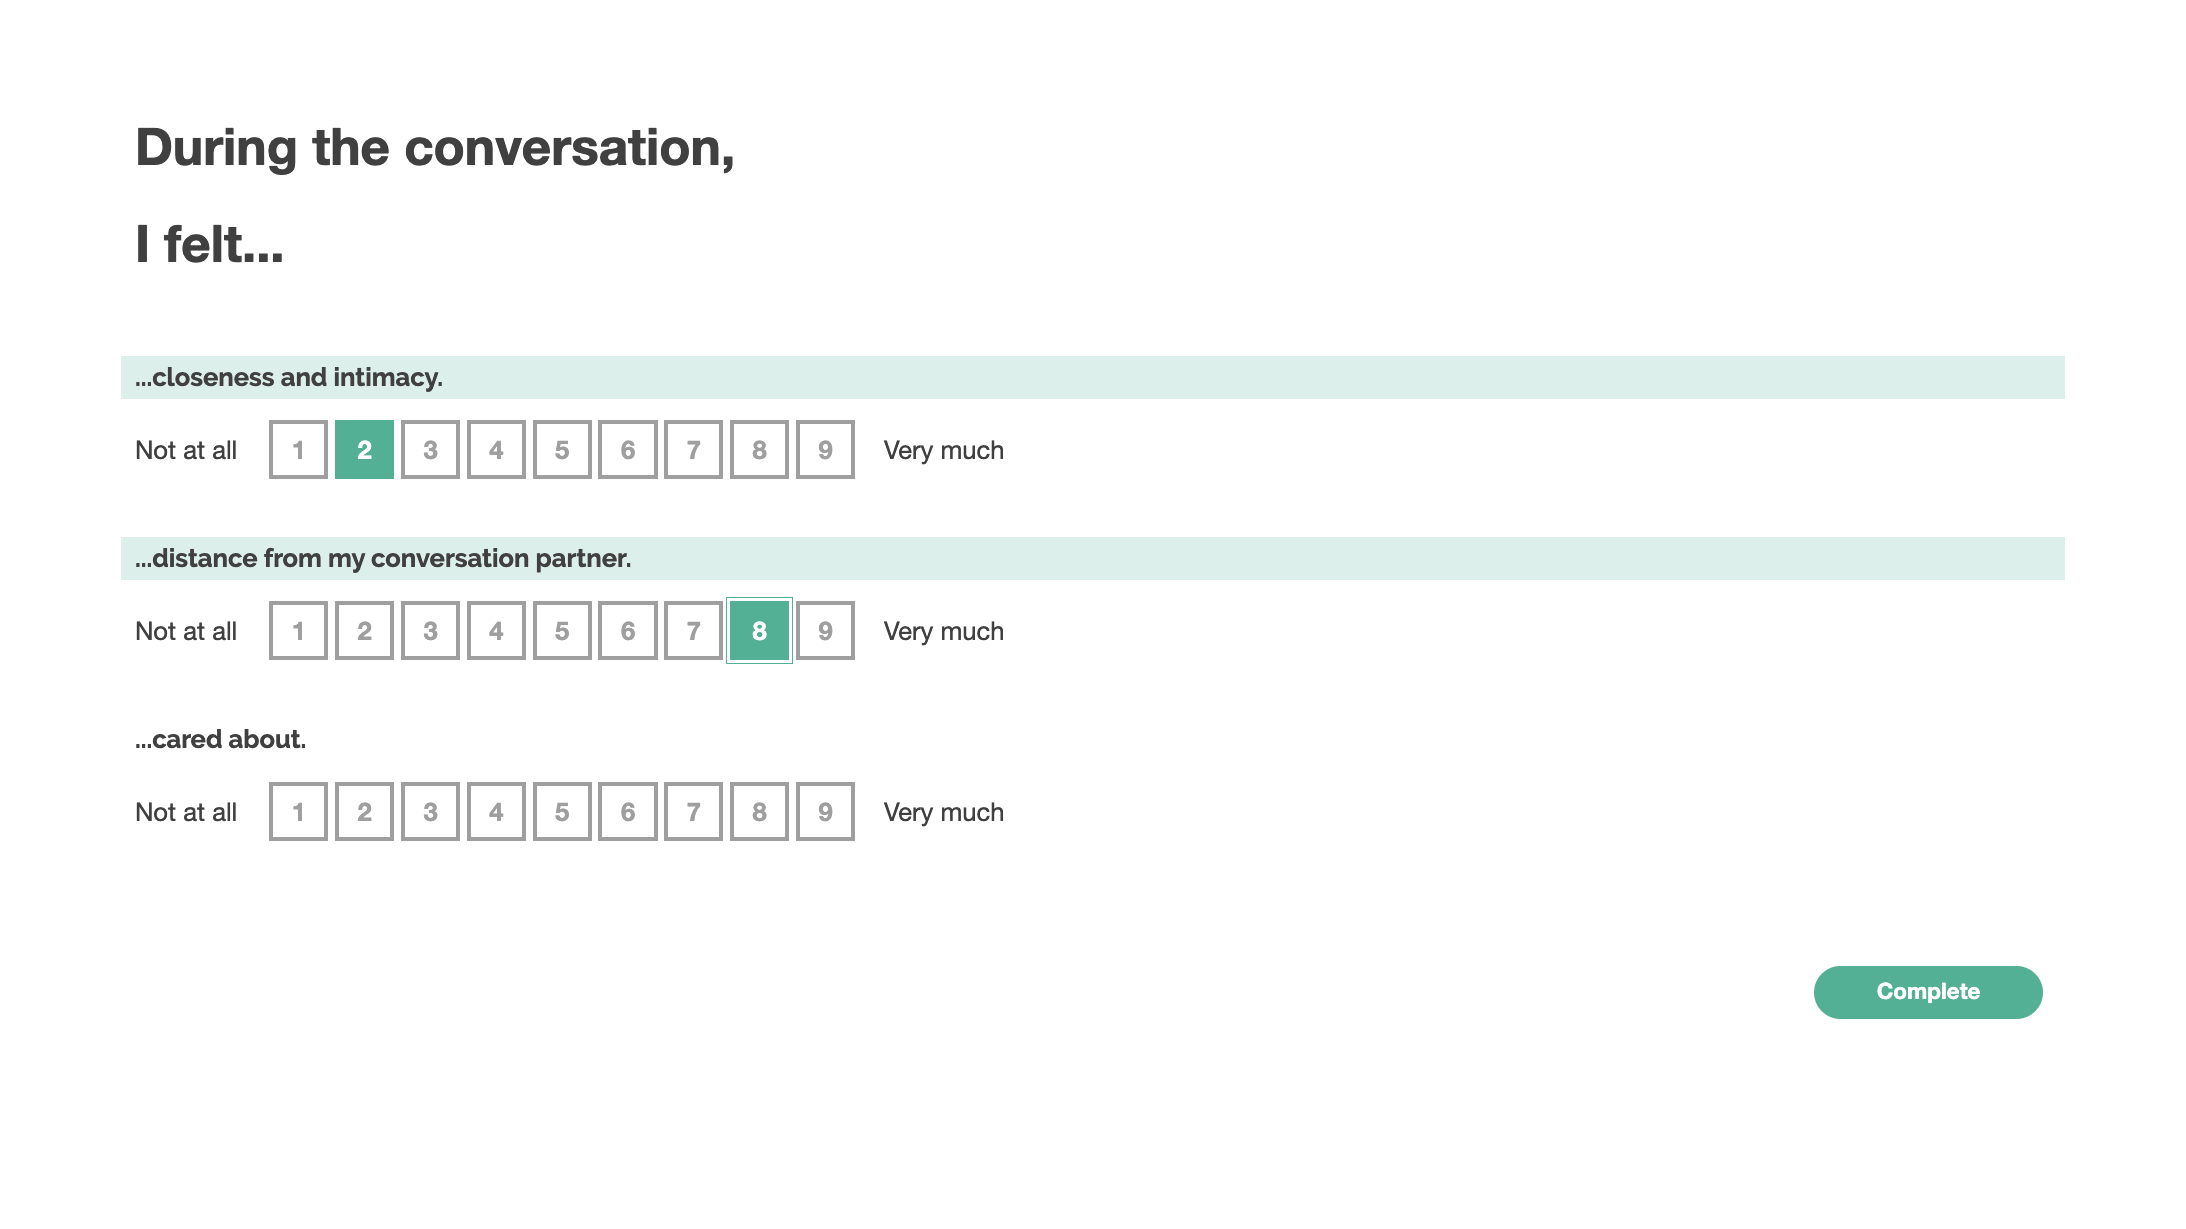 During the conversation,
I felt...
...closeness and intimacy.
Not at all 1 2 3 4 5 6 7 8 9 Very much
...distance from my conversation partner.
Not at all 1 2 3 4 5 6 7 8 9 Very much
...cared about.
Not at all 1 2 3 4 5 6 7 8 9 Very much
Complete